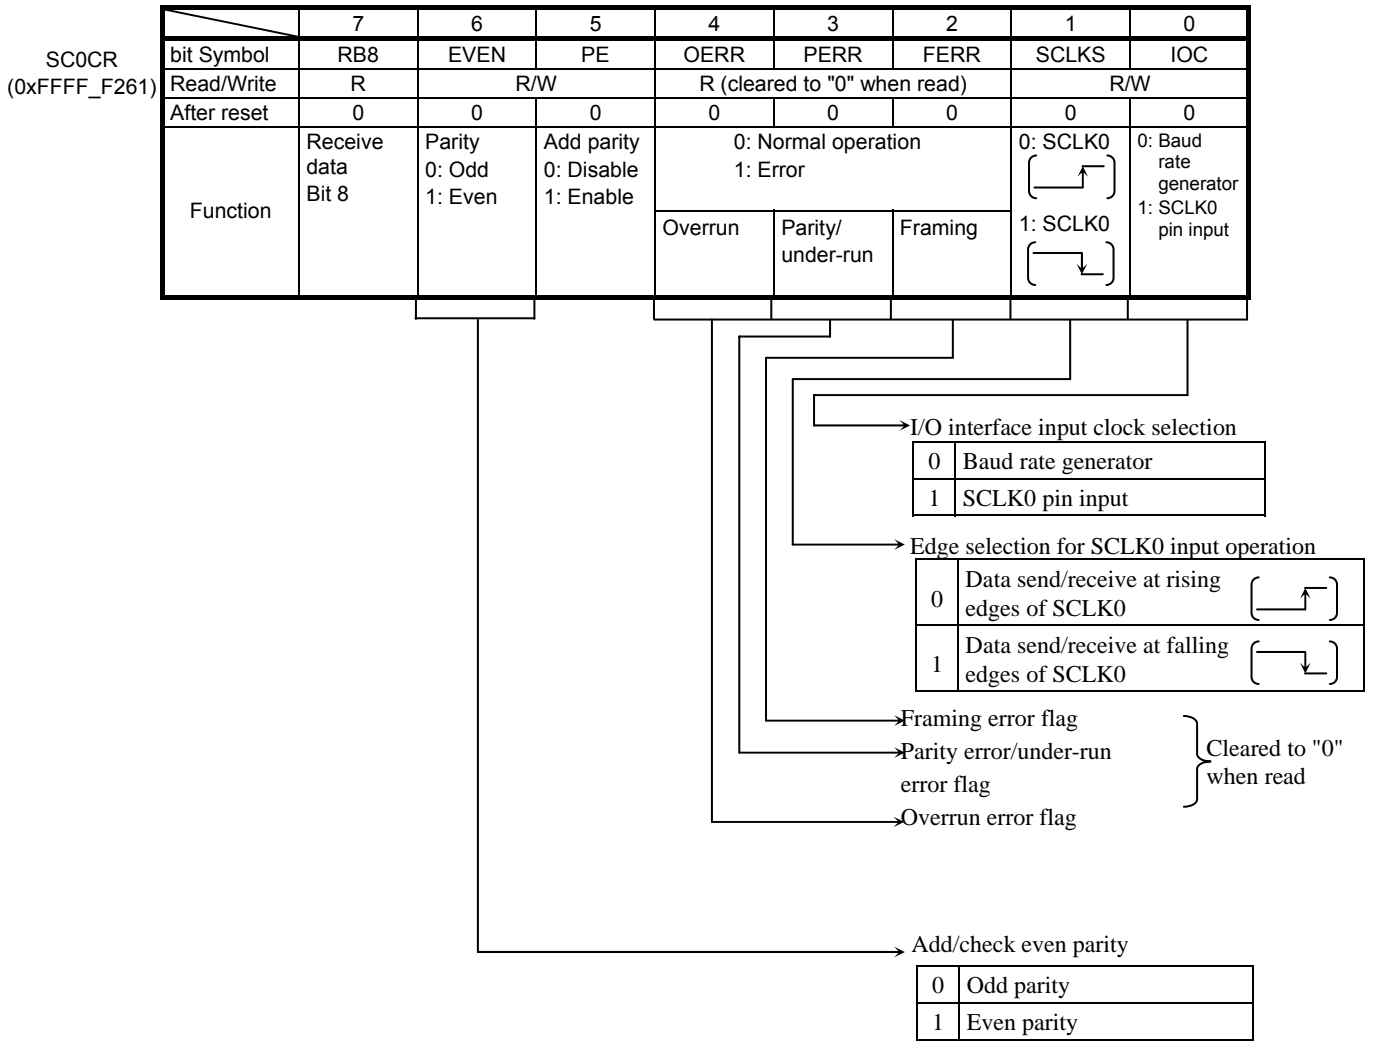 SC0CR
(0xFFFF_F261)
7 6 5 4 3 2 1 0
bit Symbol RB8 EVEN PE OERR PERR FERR SCLKS IOC
Read/Write R R/W R (cleared to "0" when read) R/W
After reset 0 0 0 0 0 0 0 0
Function
Receive
data
Bit 8
Parity
0: Odd
1: Even
Add parity
0: Disable
1: Enable
0: Normal operation
1: Error
Overrun
Parity/
under-run
Framing
0: SCLK0
1: SCLK0
0: Baud
rate
generator
1: SCLK0
pin input
I/O interface input clock selection
0 Baud rate generator
1 SCLK0 pin input
Edge selection for SCLK0 input operation
0 Data send/receive at rising
edges of SCLK0
1 Data send/receive at falling
edges of SCLK0
Framing error flag
Parity error/under-run
error flag
Overrun error flag
Cleared to "0"
when read
Add/check even parity
0 Odd parity
1 Even parity